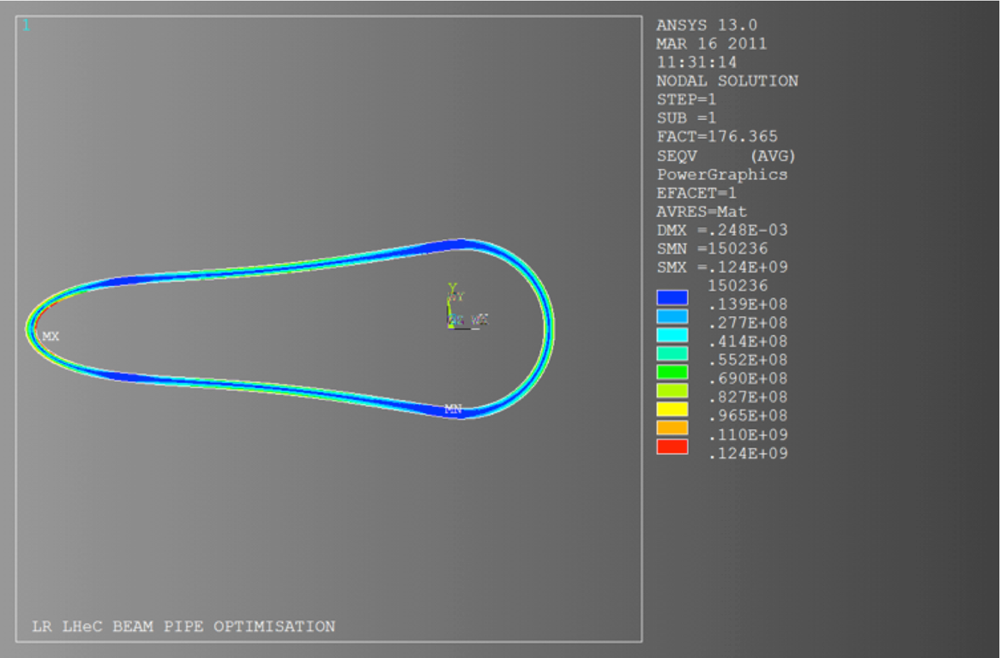 1
ANSYS 13.0
MAR 16 2011
11:31:14
NODAL SOLUTION
STEP=1
SUB =1
FACT=176.365
SEQV (AVG)
PowerGraphics
EFACET=1
AVRES=Mat
DMX =.248E-03
SMN =150236
SMX =.124E+09
150236
.139E+08
.277E+08
.414E+08
.552E+08
.690E+08
.827E+08
.965E+08
.110E+09
.124E+09
MX
MN
Y
LR LHeC BEAM PIPE OPTIMISATION